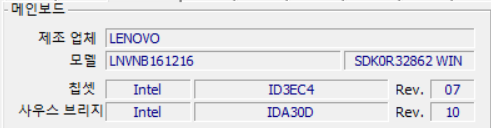 메인보드
제조 업체 LENOVO
모델 LNVNB161216 SDK0R32862 WIN
칩셋 Intel ID3EC4 Rev. 07
사우스 브리지 Intel IDA30D Rev. 10